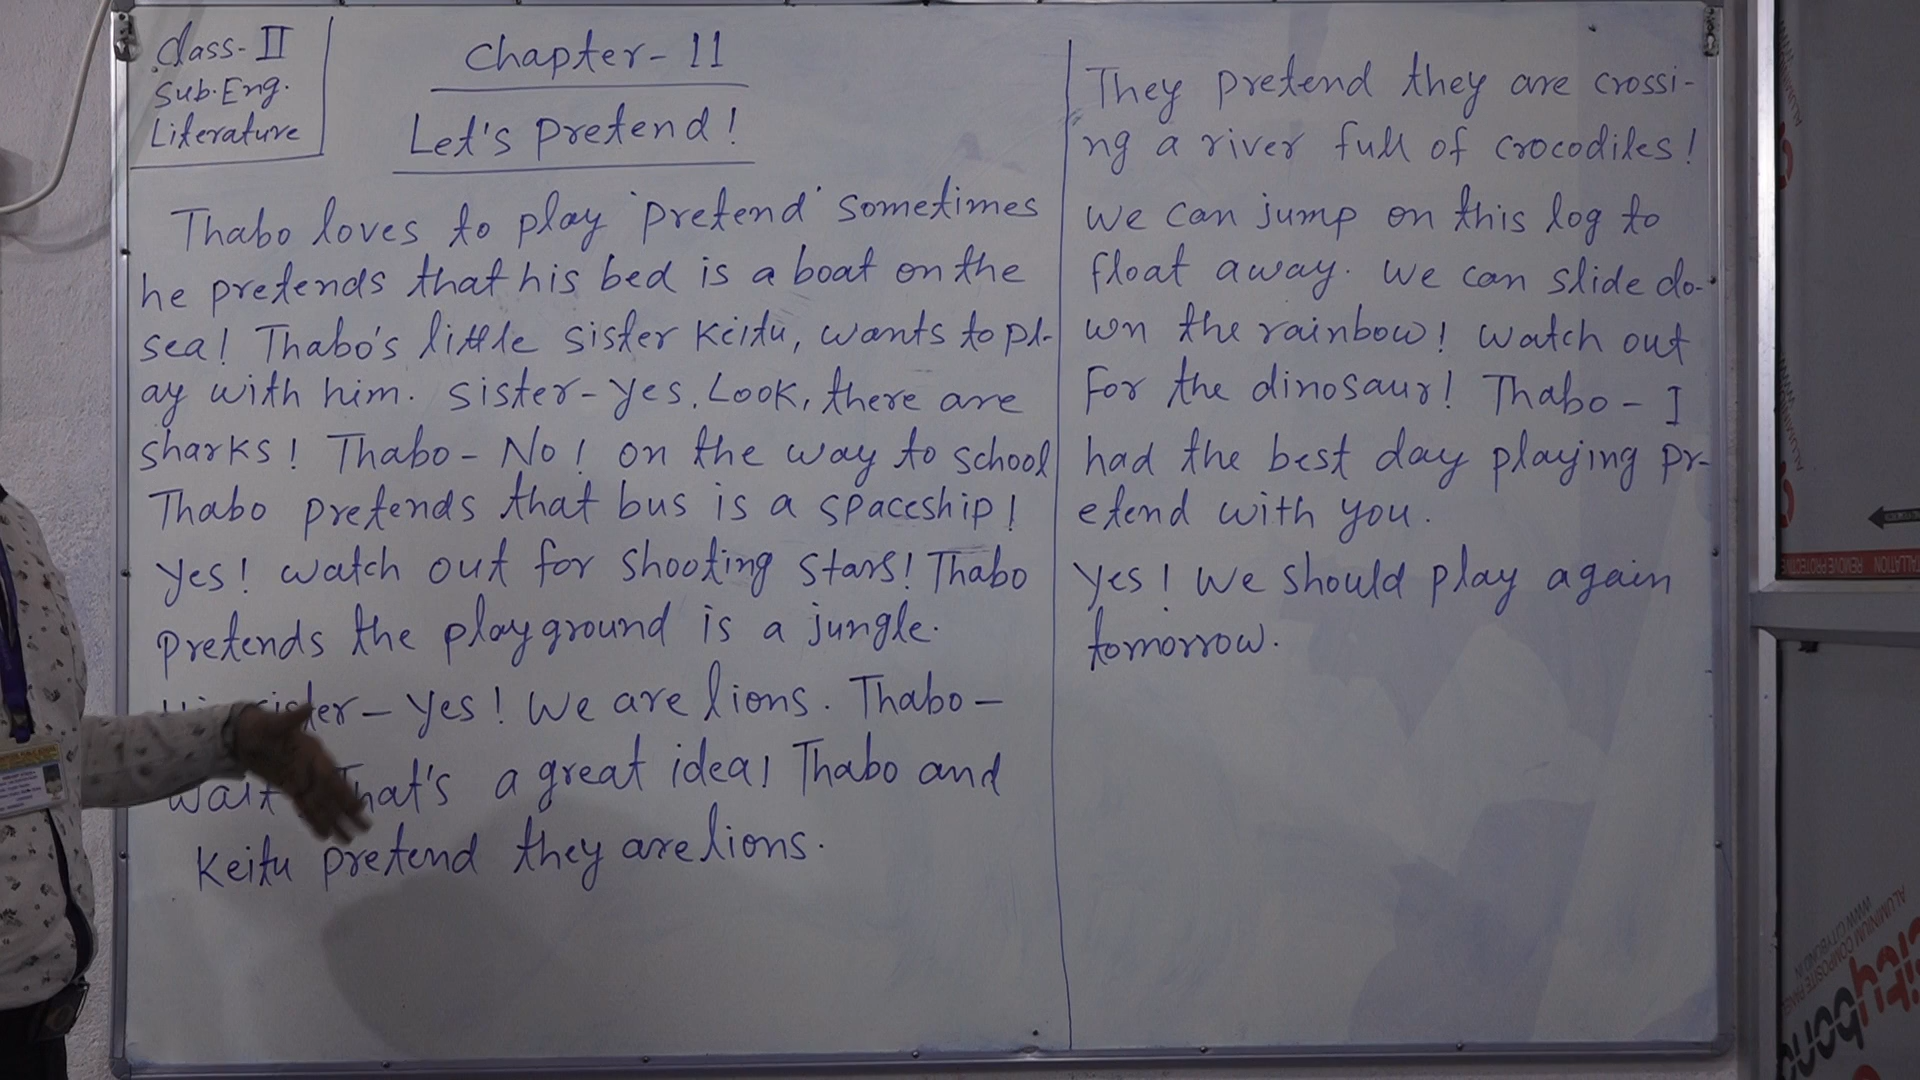 Class-II
Sub.Eng.
Literature
Chapter-11
Let's Pretend!
Thabo loves to play 'pretend' sometimes
he pretends that his bed is a boat on the
sea! Thabo's little sister Keitu, wants to pl-
ay with him. Sister-Yes. Look, there are
sharks! Thabo- No! on the way to school
Thabo pretends that bus is a spaceship!
Yes! watch out for shooting stars! Thabo
pretends the playground is a jungle.
sister- Yes! We are lions. Thabo-
Wait That's a great idea! Thabo and
Keitu pretend they are lions.
They pretend they are crossi-
ng a river full of crocodiles!
We can jump on this log to
float away. We can slide do-
wn the rainbow! Watch out
For the dinosaur! Thabo- I
had the best day playing pr-
etend with you.
Yes! We should play again
tomorrow.
REMOVE PROTECTIVE